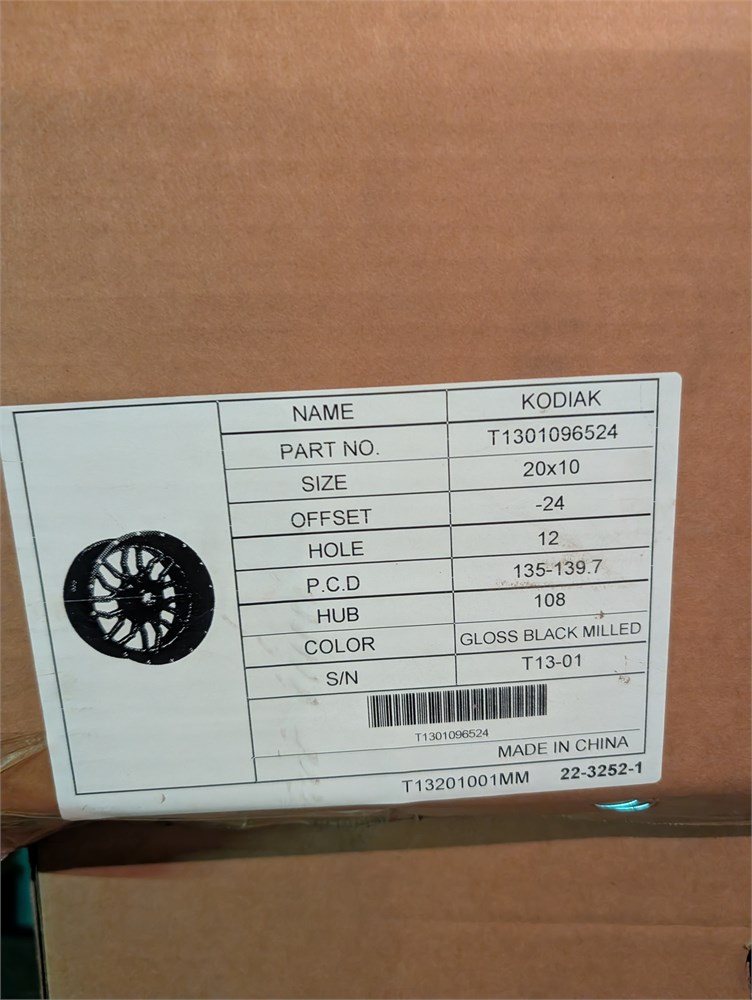 NAME KODIAK
PART NO. T1301096524
SIZE 20x10
OFFSET -24
HOLE 12
P.C.D 135-139.7
HUB 108
COLOR GLOSS BLACK MILLED
S/N T13-01
T1301096524
MADE IN CHINA
T13201001MM 22-3252-1